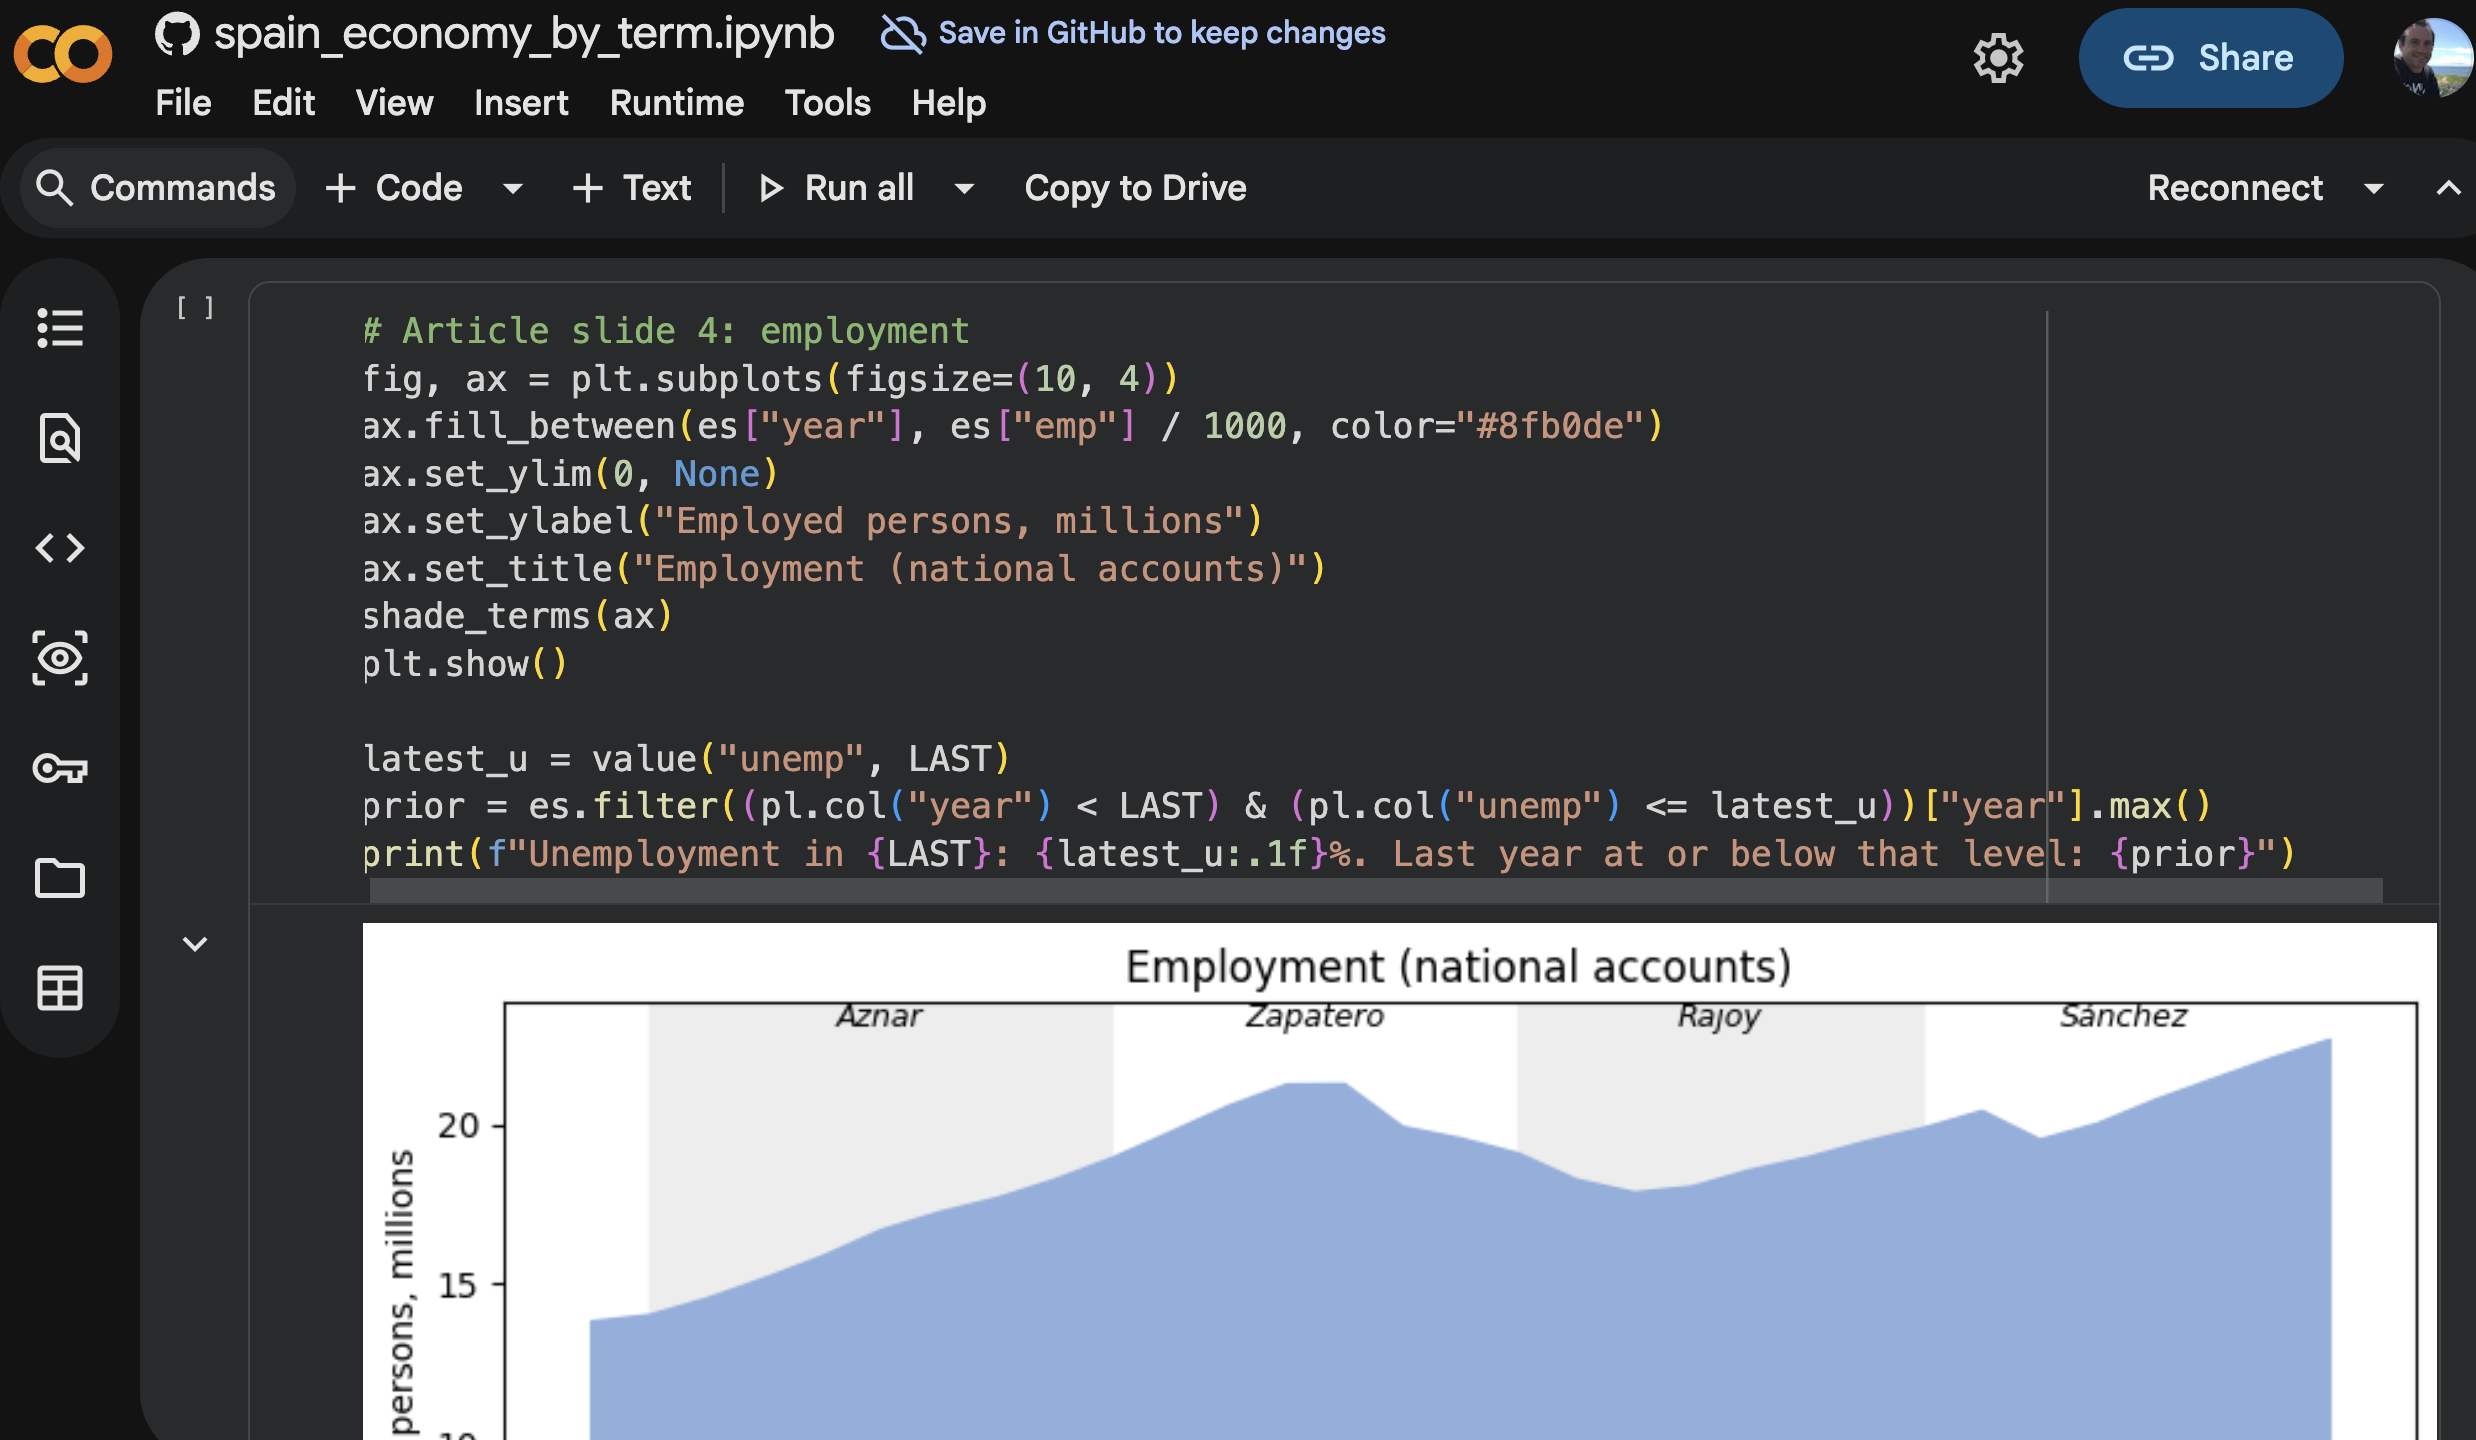 spain_economy_by_term.ipynb
Save in GitHub to keep changes
Share
File Edit View Insert Runtime Tools Help
Commands + Code + Text Run all Copy to Drive Reconnect
[ ]
# Article slide 4: employment
fig, ax = plt.subplots(figsize=(10, 4))
ax.fill_between(es["year"], es["emp"] / 1000, color="#8fb0de")
ax.set_ylim(0, None)
ax.set_ylabel("Employed persons, millions")
ax.set_title("Employment (national accounts)")
shade_terms(ax)
plt.show()
latest_u = value("unemp", LAST)
prior = es.filter((pl.col("year") < LAST) & (pl.col("unemp") <= latest_u))["year"].max()
print(f"Unemployment in {LAST}: {latest_u:.1f}%. Last year at or below that level: {prior}")
Employment (national accounts)
Aznar Zapatero Rajoy Sánchez
20
15
persons, millions